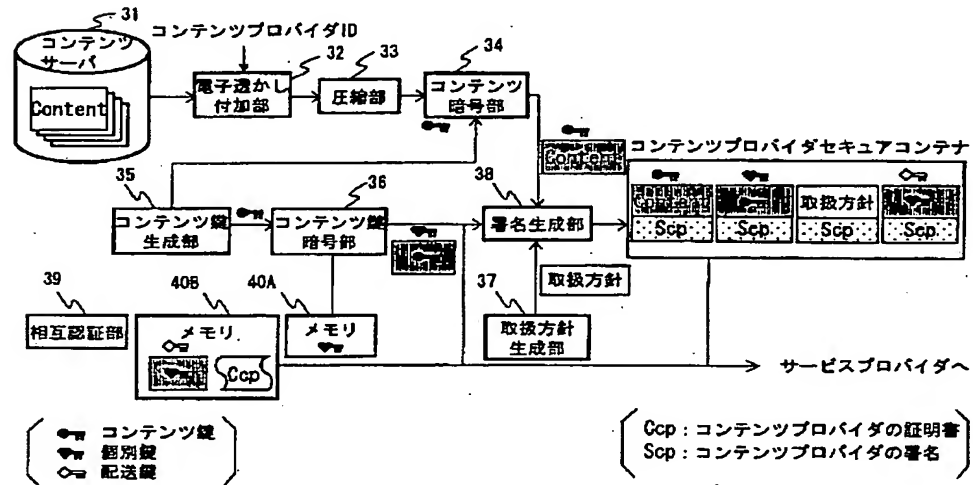 31
コンテンツ
サーバ
Content
コンテンツプロバイダID
32
電子透かし
付加部
33
圧縮部
34
コンテンツ
暗号部
Content
コンテンツプロバイダセキュアコンテナ
Content
取扱方針
Scp
Scp
Scp
Scp
35
コンテンツ鍵
生成部
36
コンテンツ鍵
暗号部
38
署名生成部
取扱方針
37
取扱方針
生成部
39
相互認証部
40B
メモリ
Ccp
40A
メモリ
サービスプロバイダへ
コンテンツ鍵
個別鍵
配送鍵
Ccp：コンテンツプロバイダの証明書
Scp：コンテンツプロバイダの署名